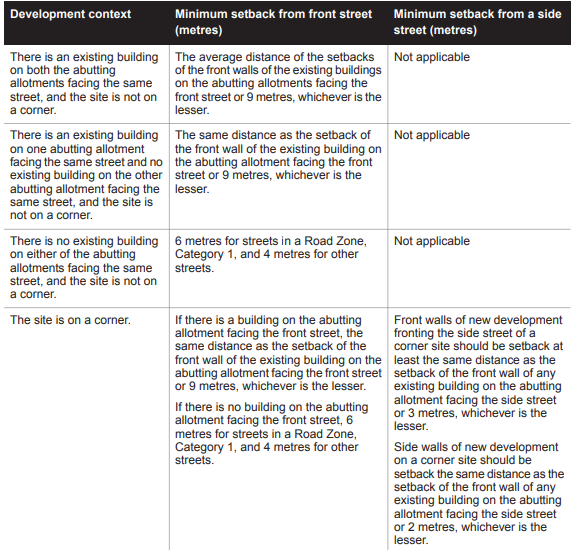 Development context
Minimum setback from front street
(metres)
Minimum setback from a side
street (metres)
There is an existing building
on both the abutting
allotments facing the same
street, and the site is not on
a corner.
The average distance of the setbacks
of the front walls of the existing buildings
on the abutting allotments facing the
front street or 9 metres, whichever is the
lesser.
Not applicable
There is an existing building
on one abutting allotment
facing the same street and no
existing building on the other
abutting allotment facing the
same street, and the site is
not on a corner.
The same distance as the setback of
the front wall of the existing building on
the abutting allotment facing the front
street or 9 metres, whichever is the
lesser.
Not applicable
There is no existing building
on either of the abutting
allotments facing the same
street, and the site is not on
a corner.
6 metres for streets in a Road Zone,
Category 1, and 4 metres for other
streets.
Not applicable
The site is on a corner.
If there is a building on the abutting
allotment facing the front street, the
same distance as the setback of the
front wall of the existing building on the
abutting allotment facing the front street
or 9 metres, whichever is the lesser.
If there is no building on the abutting
allotment facing the front street, 6
metres for streets in a Road Zone,
Category 1, and 4 metres for other
streets.
Front walls of new development
fronting the side street of a
corner site should be setback at
least the same distance as the
setback of the front wall of any
existing building on the abutting
allotment facing the side street
or 3 metres, whichever is the
lesser.
Side walls of new development
on a corner site should be
setback the same distance as the
setback of the front wall of any
existing building on the abutting
allotment facing the side street
or 2 metres, whichever is the
lesser.